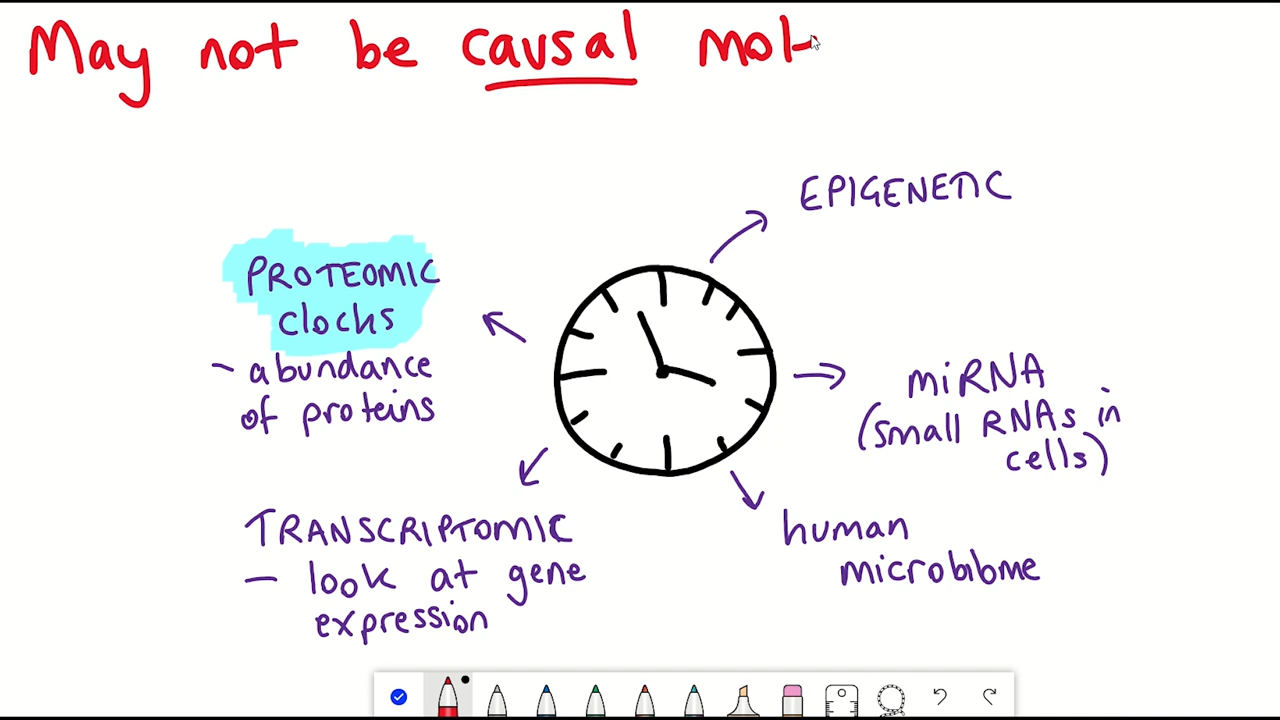 May not be causal mol
EPIGENETIC
PROTEOMIC
clocks
- abundance
of proteins
miRNA
(small RNAs in
cells)
TRANSCRIPTOMIC
- look at gene
expression
human
microbibme